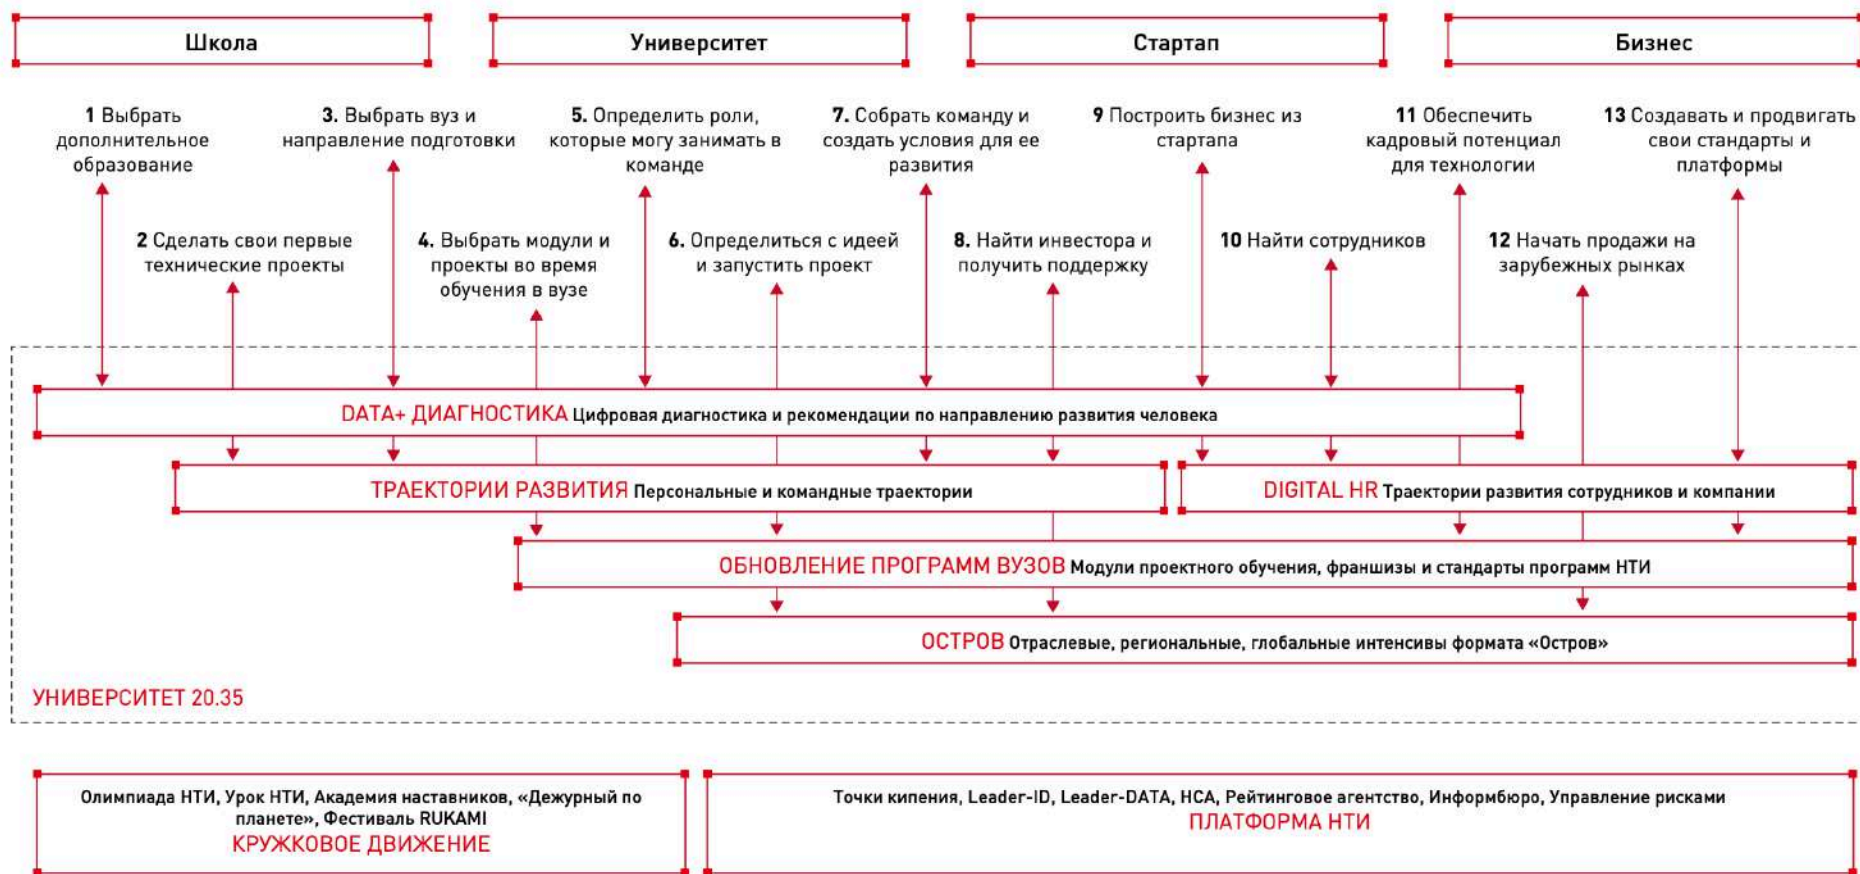 Школа
Университет
Стартап
Бизнес
1 Выбрать
дополнительное
образование
3. Выбрать вуз и
направление подготовки
5. Определить роли,
которые могу занимать в
команде
7. Собрать команду и
создать условия для ее
развития
9 Построить бизнес из
стартапа
11 Обеспечить
кадровый потенциал
для технологии
13 Создавать и продвигать
свои стандарты и
платформы
2 Сделать свои первые
технические проекты
4. Выбрать модули и
проекты во время
обучения в вузе
6. Определиться с идеей
и запустить проект
8. Найти инвестора и
получить поддержку
10 Найти сотрудников
12 Начать продажи на
зарубежных рынках
DATA+ ДИАГНОСТИКА Цифровая диагностика и рекомендации по направлению развития человека
ТРАЕКТОРИИ РАЗВИТИЯ Персональные и командные траектории
DIGITAL HR Траектории развития сотрудников и компании
ОБНОВЛЕНИЕ ПРОГРАММ ВУЗОВ Модули проектного обучения, франшизы и стандарты программ НТИ
ОСТРОВ Отраслевые, региональные, глобальные интенсивы формата «Остров»
УНИВЕРСИТЕТ 20.35
Олимпиада НТИ, Урок НТИ, Академия наставников, «Дежурный по
планете», Фестиваль RUKAMI
КРУЖКОВОЕ ДВИЖЕНИЕ
Точки кипения, Leader-ID, Leader-DATA, НСА, Рейтинговое агентство, Информбюро, Управление рисками
ПЛАТФОРМА НТИ